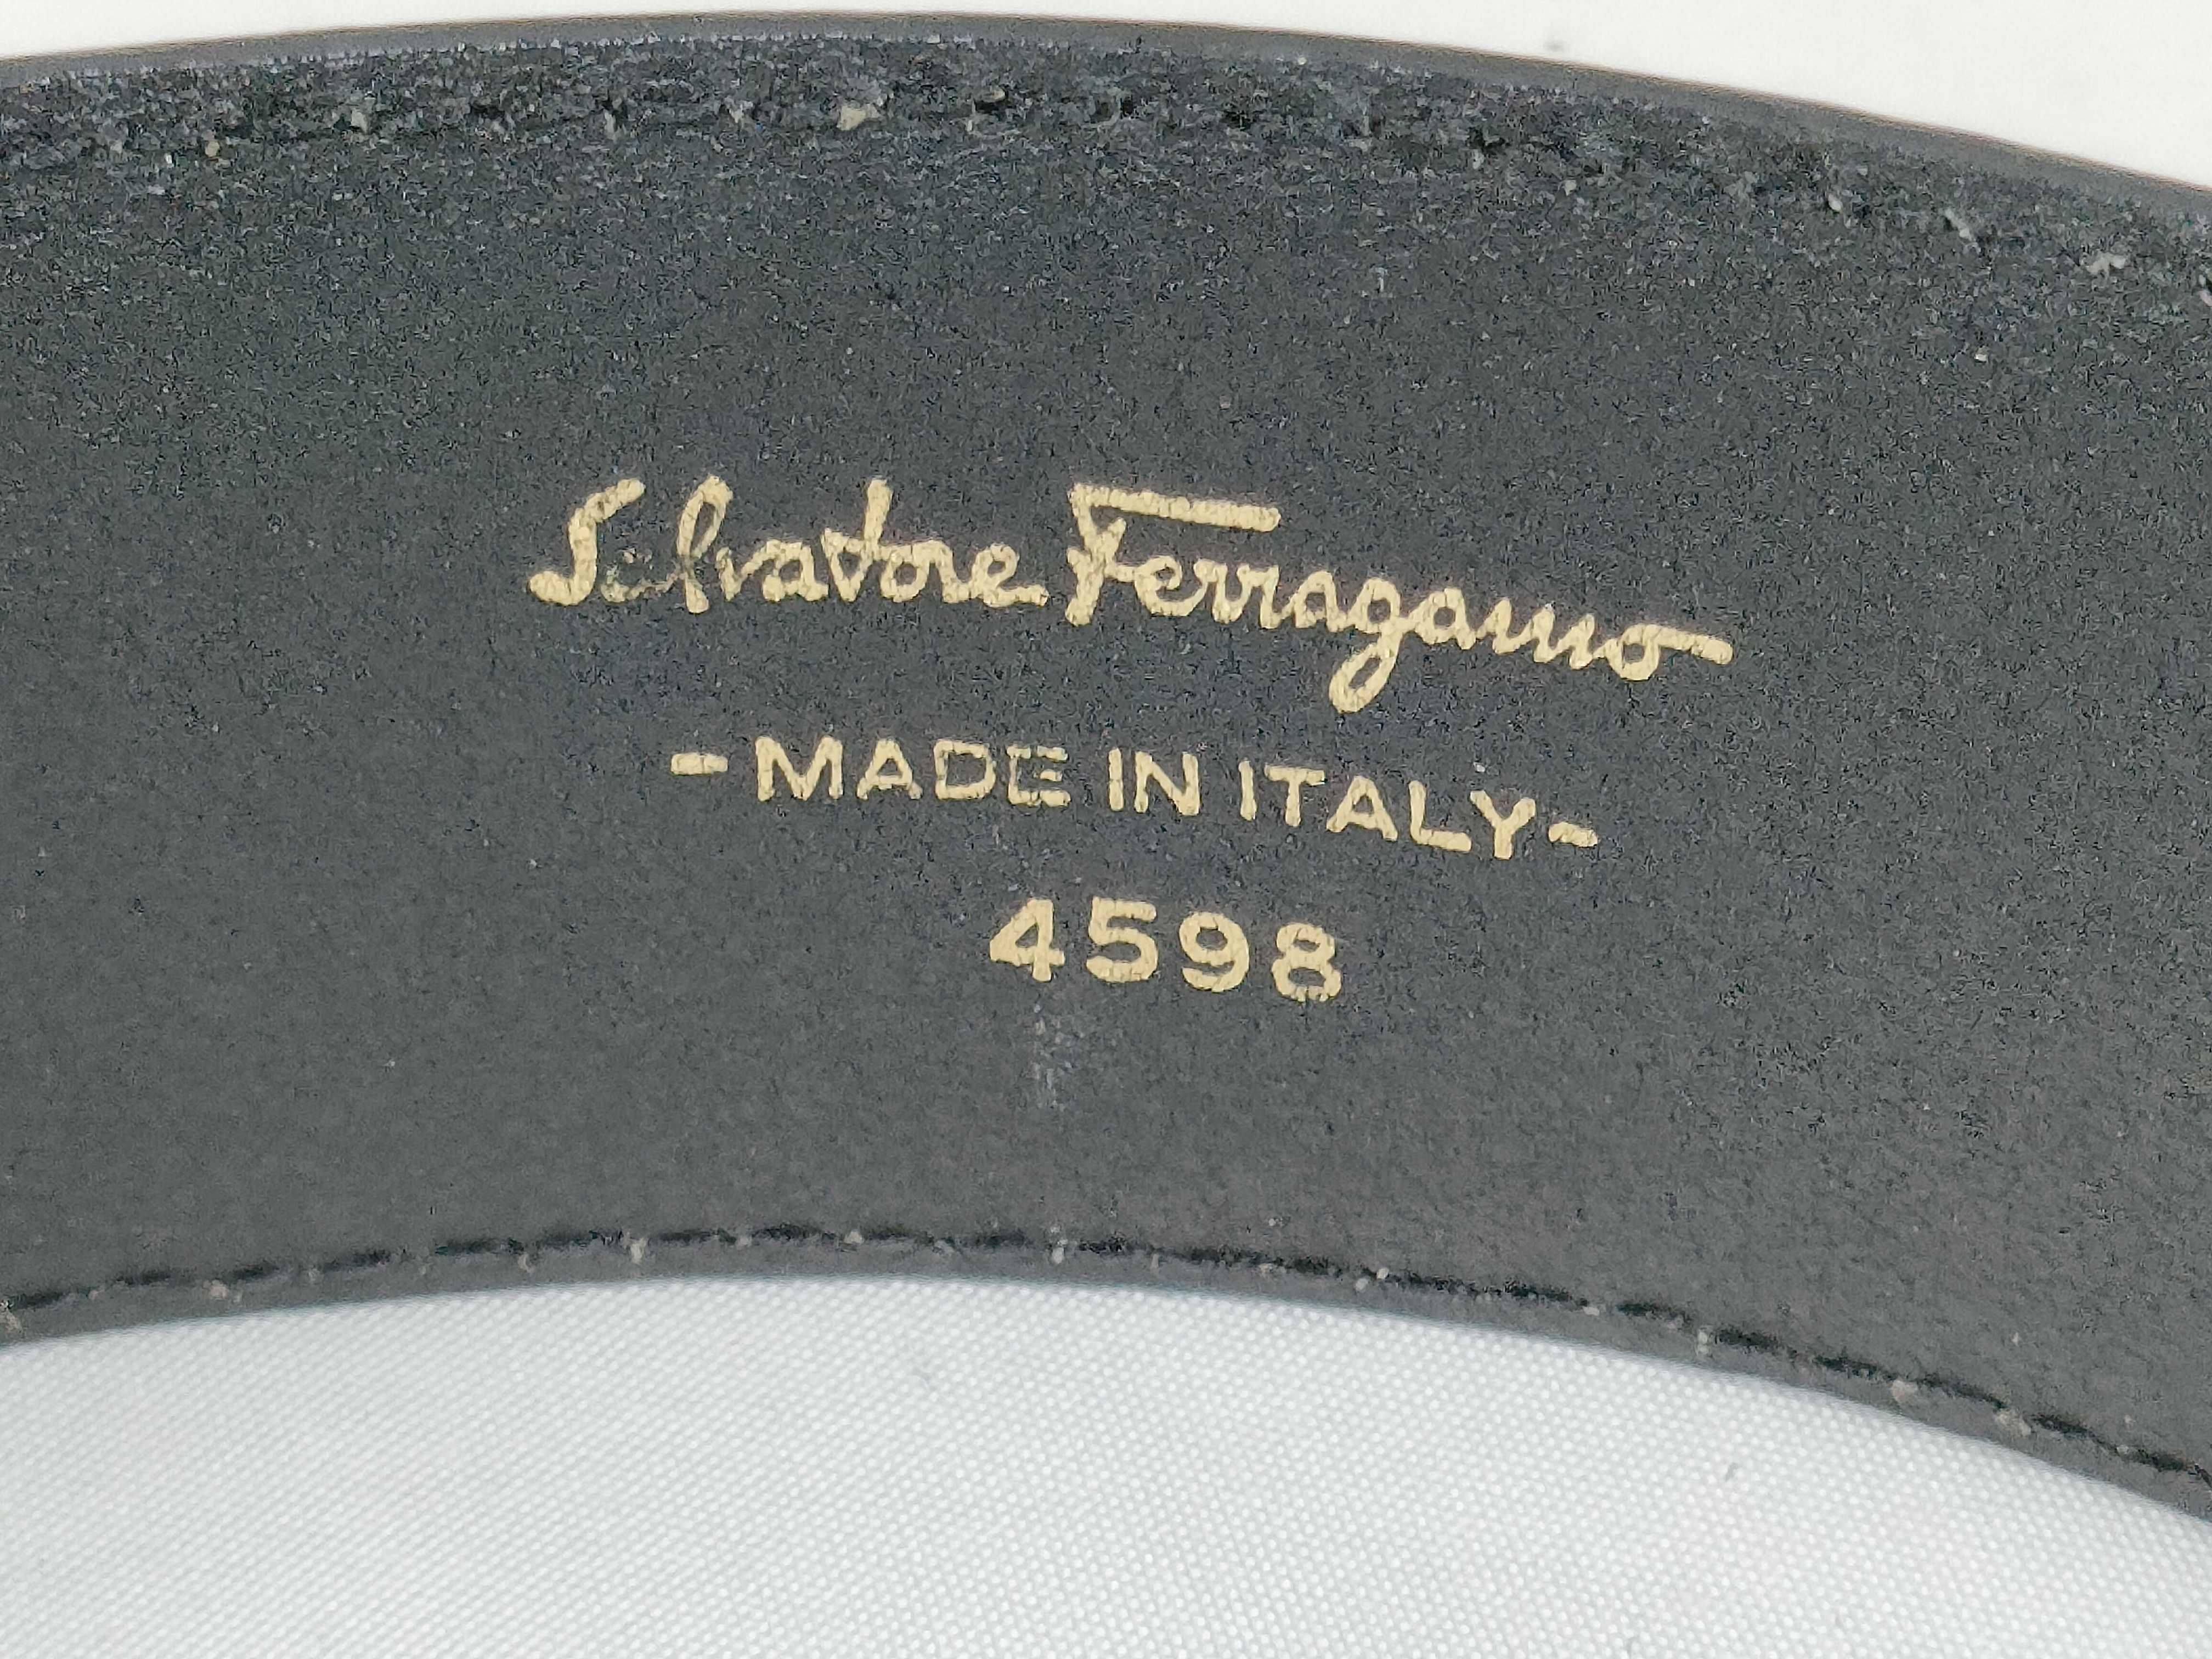 Salvatore Ferragamo
- MADE IN ITALY -
4598